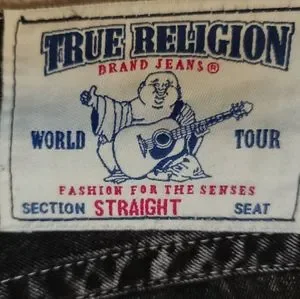 TRUE RELIGION
BRAND JEANS®
WORLD TOUR
FASHION FOR THE SENSES
SECTION STRAIGHT SEAT